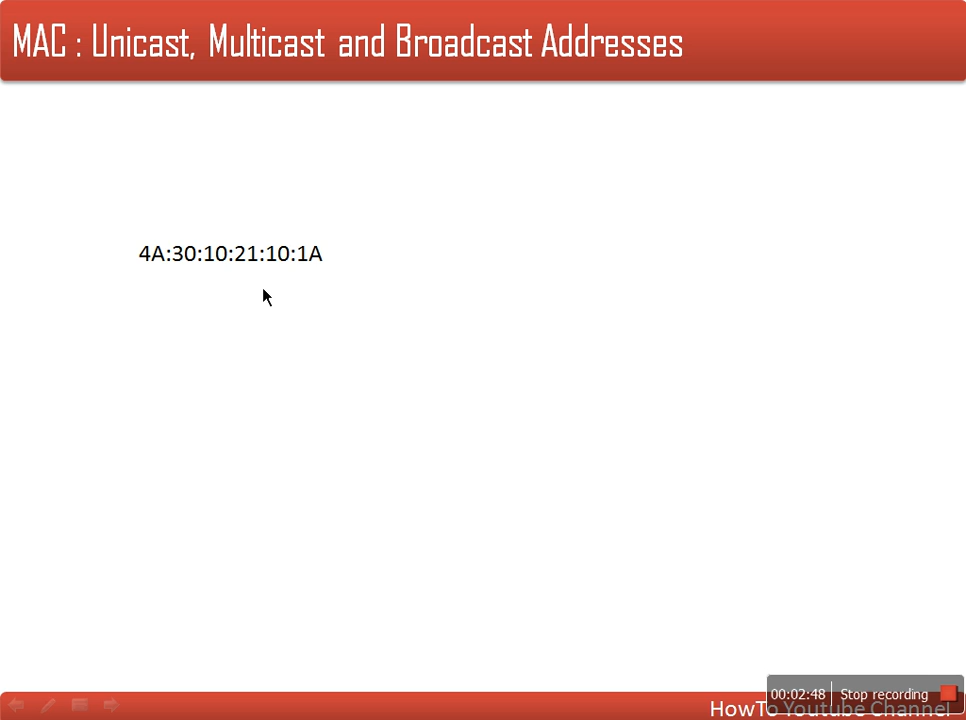 MAC : Unicast, Multicast and Broadcast Addresses
4A:30:10:21:10:1A
00:02:48 Stop recording
HowTo Youtube Channel